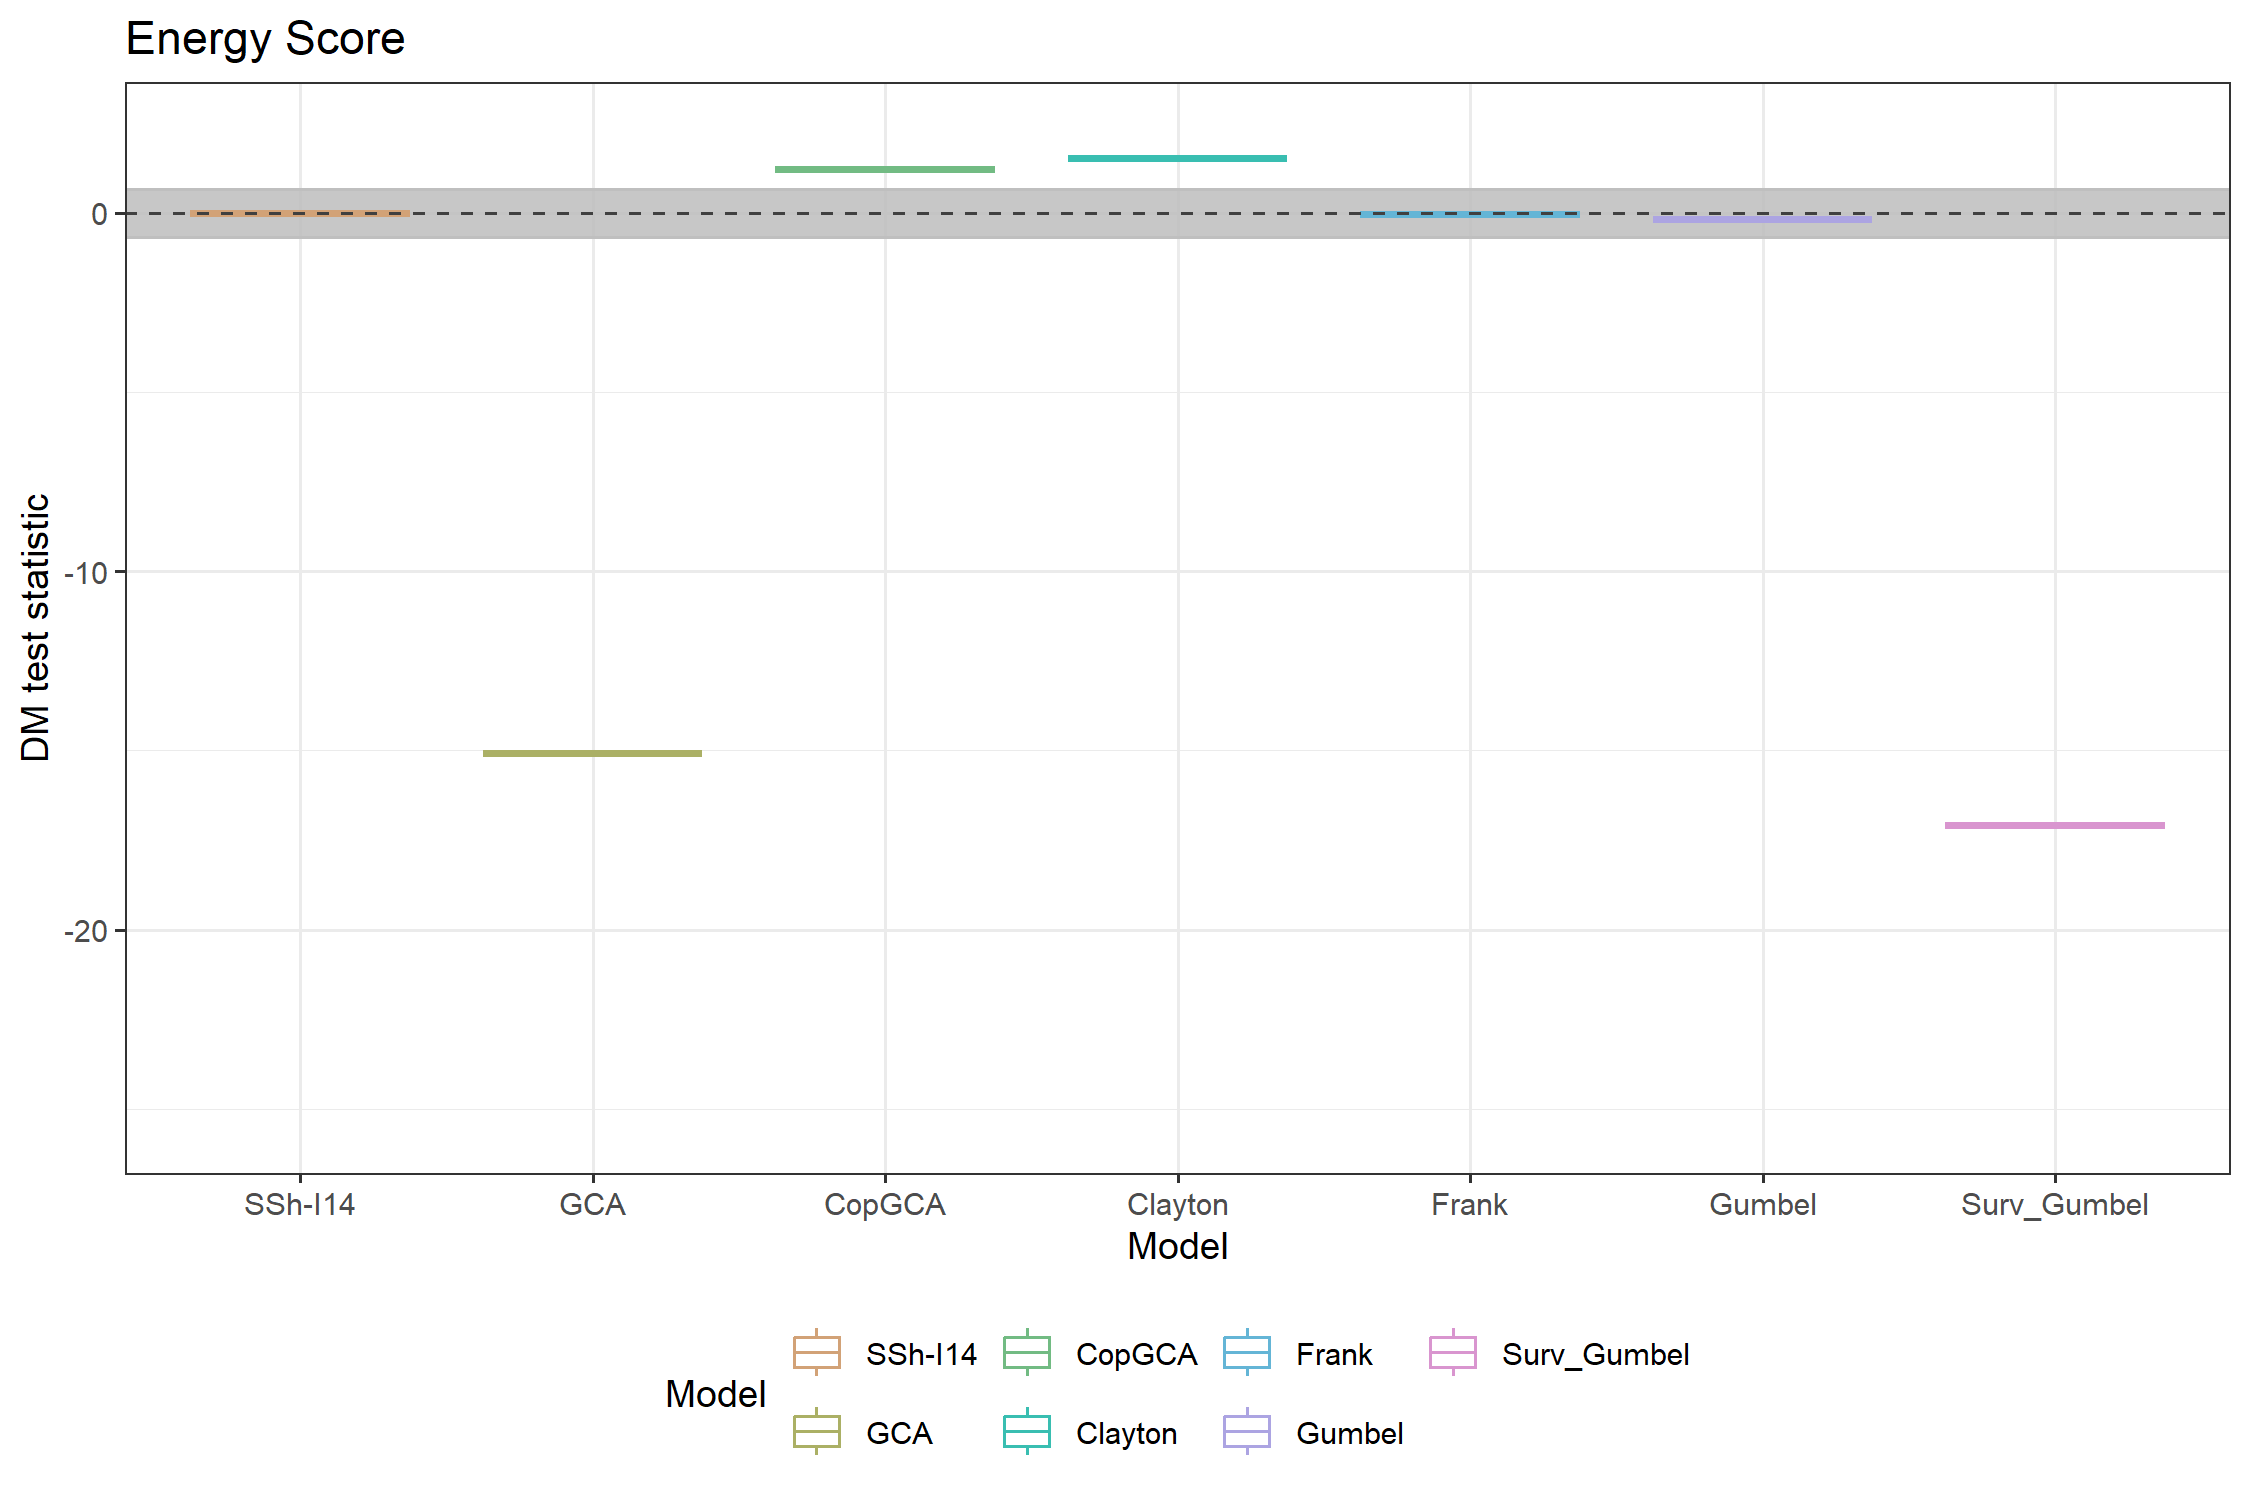 Energy Score
DM test statistic
0
-10
-20
SSh-I14 GCA CopGCA Clayton Frank Gumbel Surv_Gumbel
Model
Model
SSh-I14 CopGCA Frank Surv_Gumbel
GCA Clayton Gumbel